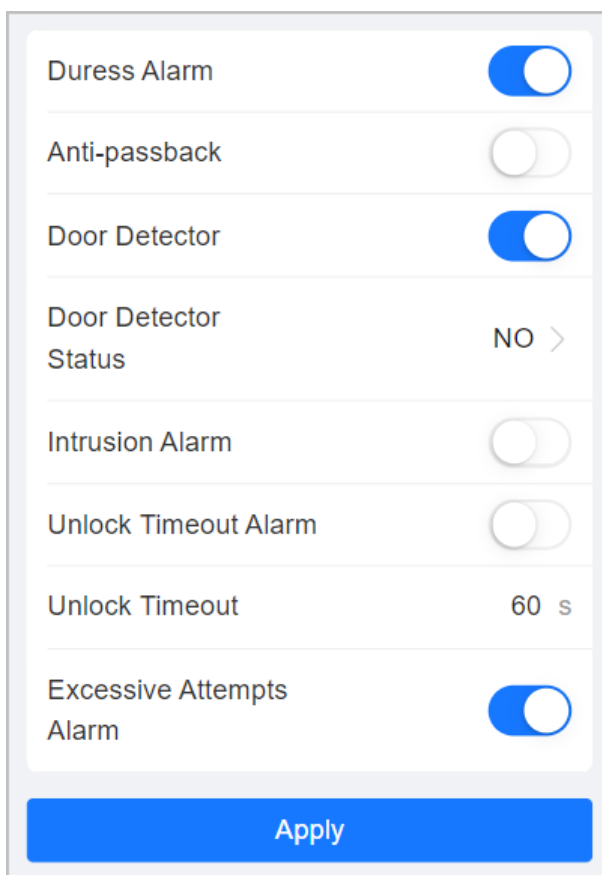 Duress Alarm
Anti-passback
Door Detector
Door Detector
Status
NO
Intrusion Alarm
Unlock Timeout Alarm
Unlock Timeout
60 s
Excessive Attempts
Alarm
Apply